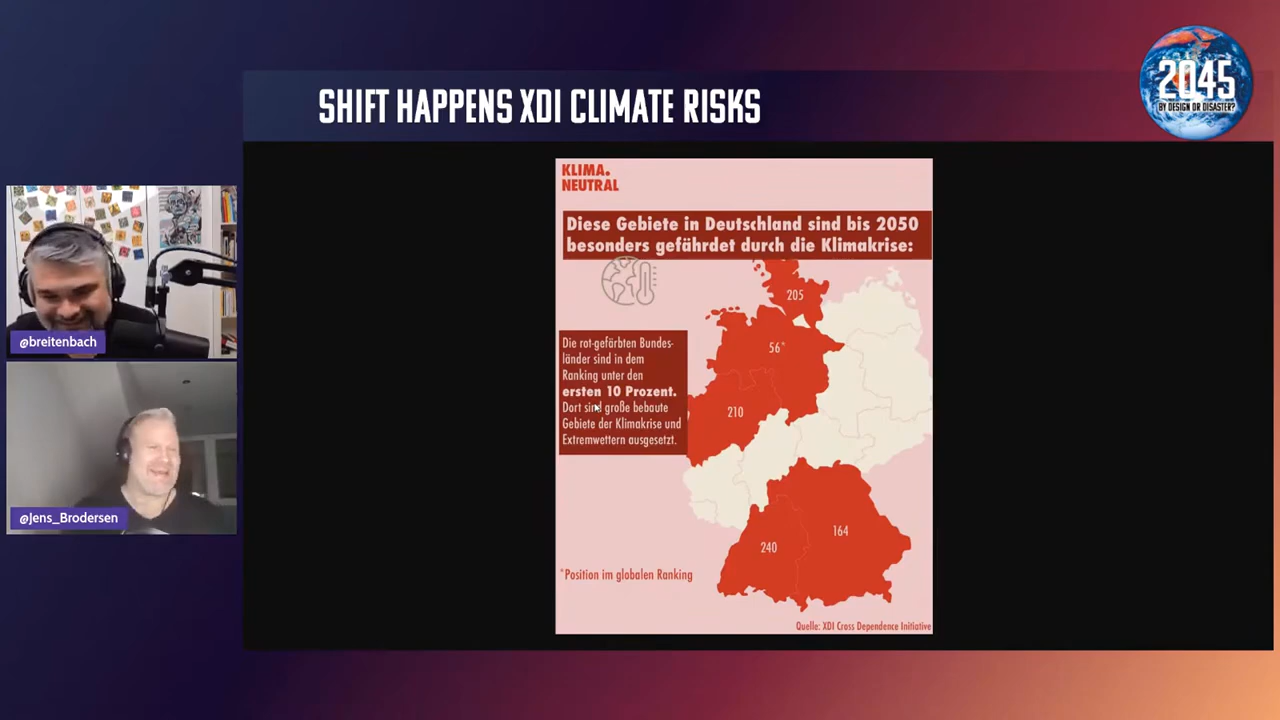 SHIFT HAPPENS XDI CLIMATE RISKS
2045
BY DESIGN OR DISASTER?
@breitenbach
@Jens_Brodersen
KLIMA.
NEUTRAL
Diese Gebiete in Deutschland sind bis 2050
besonders gefährdet durch die Klimakrise:
205
56*
210
Die rot-gefärbten Bundes-
länder sind in dem
Ranking unter den
ersten 10 Prozent.
Dort sind große bebaute
Gebiete der Klimakrise und
Extremwettern ausgesetzt.
164
240
*Position im globalen Ranking
Quelle: XDI Cross Dependence Initiative